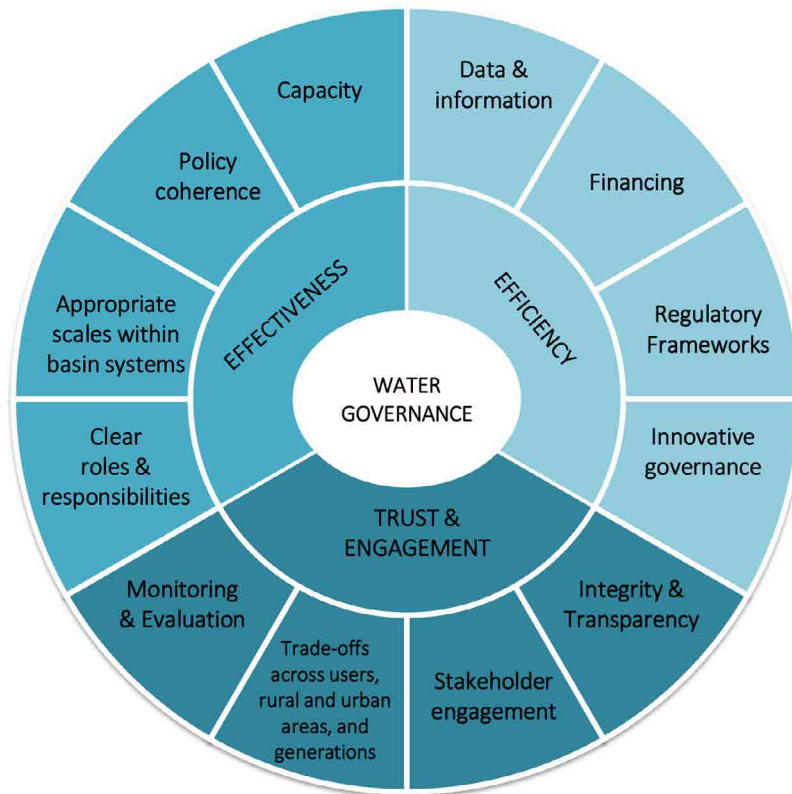 Capacity
Data &
information
Policy
coherence
Financing
Appropriate
scales within
basin systems
EFFECTIVENESS
EFFICIENCY
Regulatory
Frameworks
WATER
GOVERNANCE
Clear
roles &
responsibilities
Innovative
governance
TRUST &
ENGAGEMENT
Monitoring
& Evaluation
Integrity &
Transparency
Trade-offs
across users,
rural and urban
areas, and
generations
Stakeholder
engagement